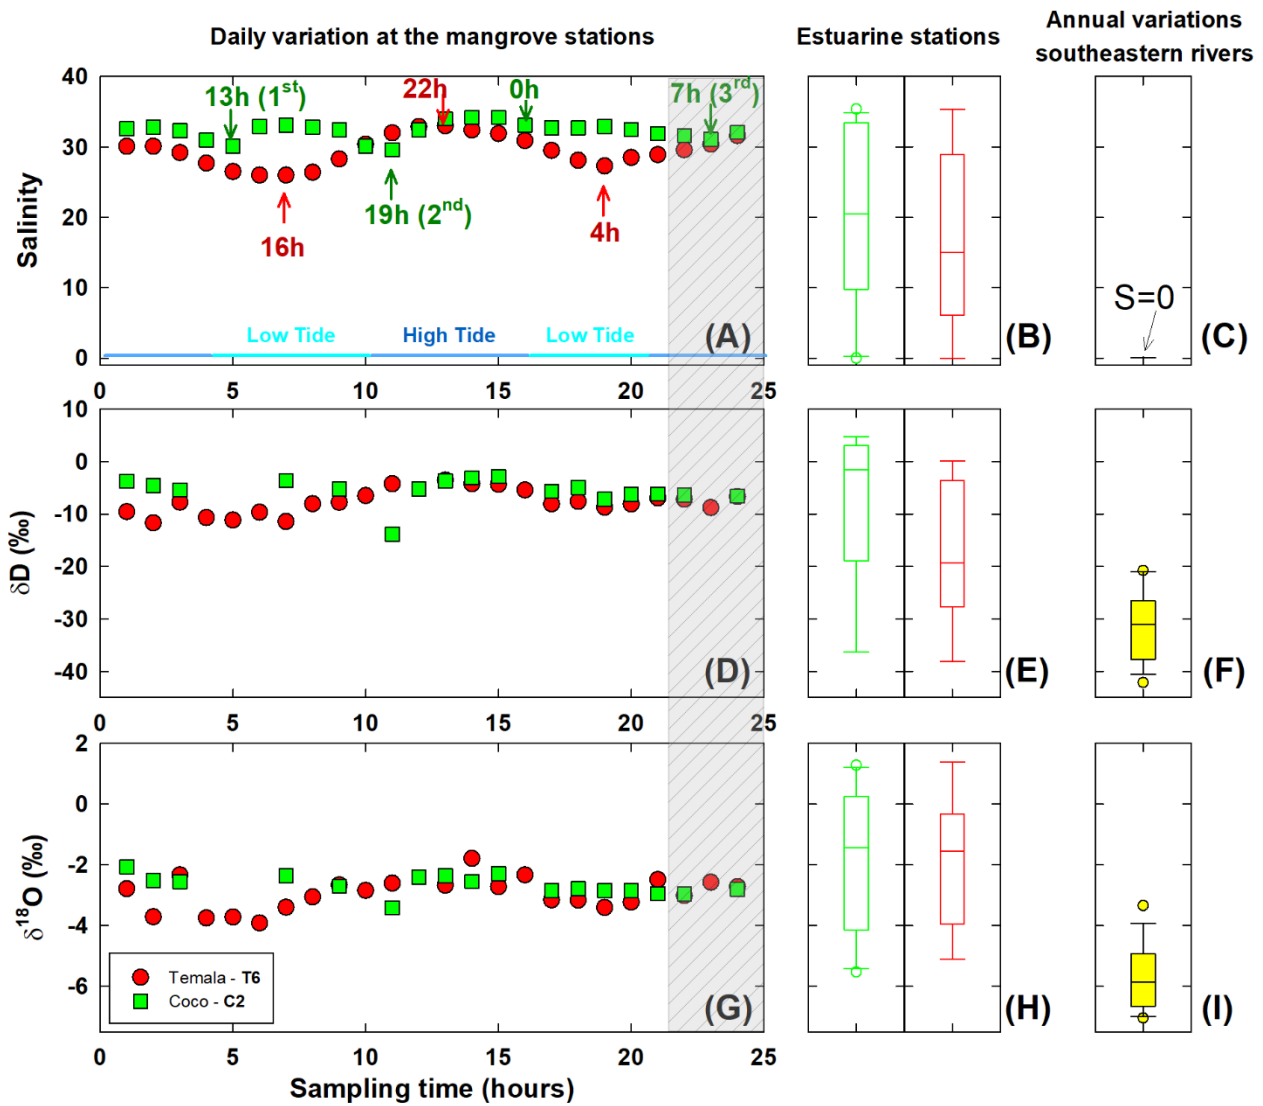 Daily variation at the mangrove stations
Estuarine stations
Annual variations
southeastern rivers
Salinity
40
30
20
10
0
13h (1st)
22h
0h
7h (3rd)
16h
19h (2nd)
4h
Low Tide
High Tide
Low Tide
(A)
(B)
S=0
(C)
0 5 10 15 20 25
δD (‰)
10
0
-10
-20
-30
-40
(D)
(E)
(F)
0 5 10 15 20 25
δ18O (‰)
2
0
-2
-4
-6
Temala - T6
Coco - C2
(G)
(H)
(I)
0 5 10 15 20 25
Sampling time (hours)